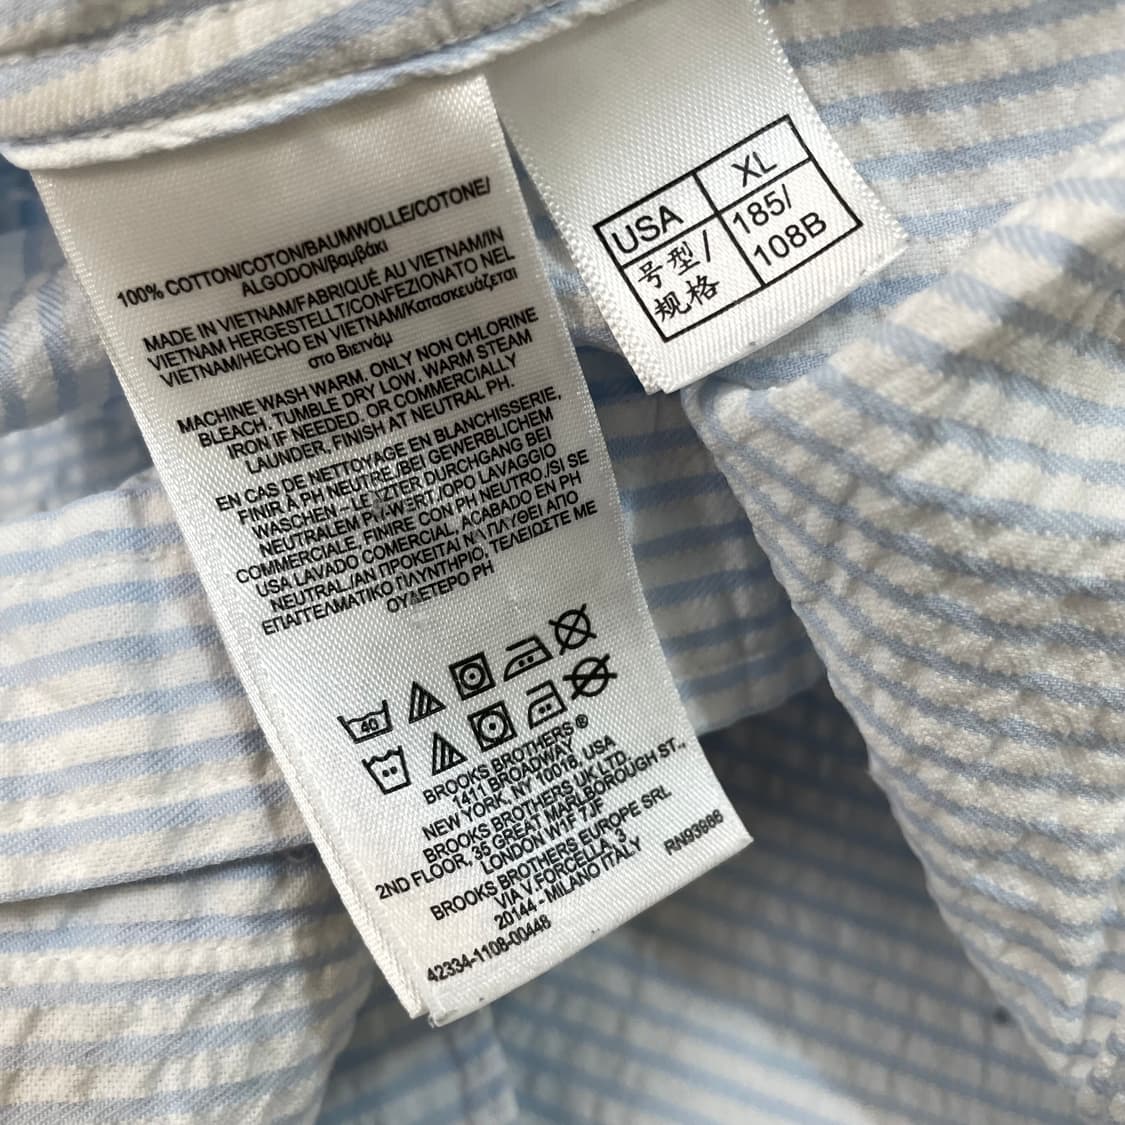 100% COTTON/COTON/BAUMWOLLE/COTONE/
ALGODON/βαμβάκι
MADE IN VIETNAM/FABRIQUÉ AU VIETNAM/IN
VIETNAM HERGESTELLT/CONFEZIONATO NEL
VIETNAM/HECHO EN VIETNAM/Κατασκευάζεται
στο Βιετνάμ
MACHINE WASH WARM. ONLY NON CHLORINE
BLEACH. TUMBLE DRY LOW. WARM STEAM
IRON IF NEEDED. OR COMMERCIALLY
LAUNDER, FINISH AT NEUTRAL PH.
EN CAS DE NETTOYAGE EN BLANCHISSERIE,
FINIR À PH NEUTRE./BEI GEWERBLICHEM
WASCHEN – LETZTER DURCHGANG BEI
NEUTRALEM PH-WERT./OPO LAVAGGIO
COMMERCIALE, FINIRE CON PH NEUTRO./SI SE
USA LAVADO COMERCIAL, ACABADO EN PH
NEUTRAL./ΑΝ ΠΡΟΚΕΙΤΑΙ ΝΑ ΠΛΥΘΕΙ ΑΠΟ
ΕΠΑΓΓΕΛΜΑΤΙΚΟ ΠΛΥΝΤΗΡΙΟ, ΤΕΛΕΙΩΣΤΕ ΜΕ
ΟΥΔΕΤΕΡΟ PH
40
BROOKS BROTHERS®
1411 BROADWAY
NEW YORK, NY 10018, USA
BROOKS BROTHERS UK LTD.
2ND FLOOR, 35 GREAT MARLBOROUGH ST.,
LONDON W1F 7JF
BROOKS BROTHERS EUROPE SRL
VIA V.FORCELLA, 3
20144 - MILANO ITALY
RN93986
42334-1108-00448
USA XL
号型/ 185/
规格 108B